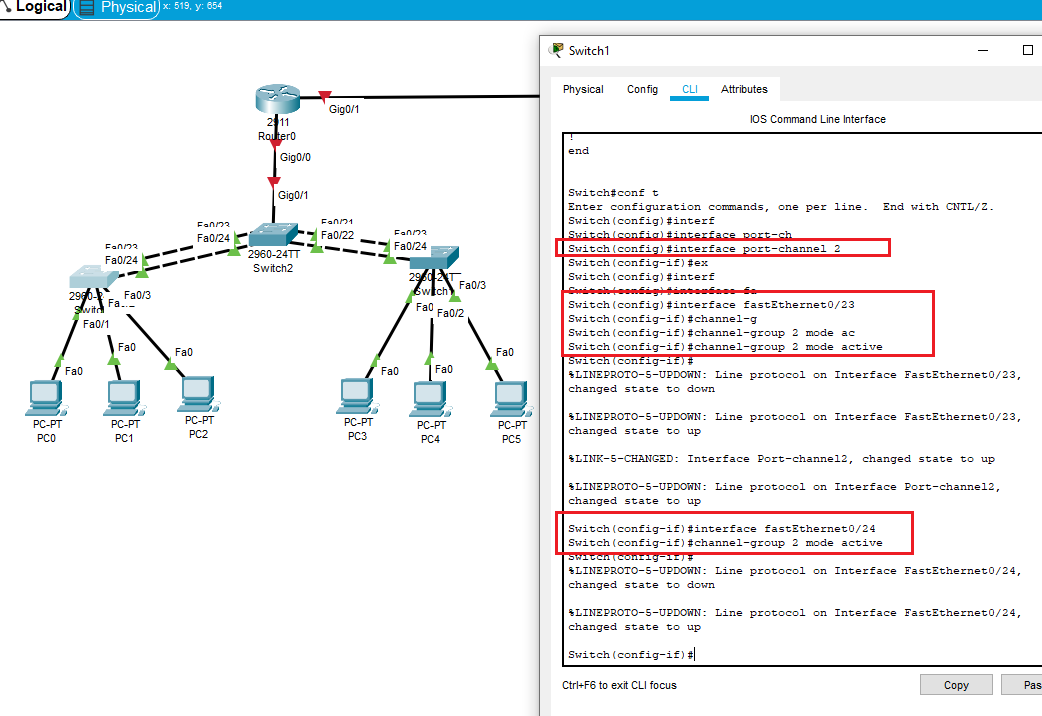 Logical
Physical
x: 519, y: 654
Switch1
Physical Config CLI Attributes
IOS Command Line Interface
!
end
Switch#conf t
Enter configuration commands, one per line. End with CNTL/Z.
Switch(config)#interf
Switch(config)#interface port-ch
Switch(config)#interface port-channel 2
Switch(config-if)#ex
Switch(config)#interf
Switch(config)#interface fa
Switch(config)#interface fastEthernet0/23
Switch(config-if)#channel-g
Switch(config-if)#channel-group 2 mode ac
Switch(config-if)#channel-group 2 mode active
Switch(config-if)#
%LINEPROTO-5-UPDOWN: Line protocol on Interface FastEthernet0/23,
changed state to down
%LINEPROTO-5-UPDOWN: Line protocol on Interface FastEthernet0/23,
changed state to up
%LINK-5-CHANGED: Interface Port-channel2, changed state to up
%LINEPROTO-5-UPDOWN: Line protocol on Interface Port-channel2,
changed state to up
Switch(config-if)#interface fastEthernet0/24
Switch(config-if)#channel-group 2 mode active
Switch(config-if)#
%LINEPROTO-5-UPDOWN: Line protocol on Interface FastEthernet0/24,
changed state to down
%LINEPROTO-5-UPDOWN: Line protocol on Interface FastEthernet0/24,
changed state to up
Switch(config-if)#
Ctrl+F6 to exit CLI focus
Copy
Pas
2911
Router0
Gig0/1
Gig0/0
Gig0/1
2960-24TT
Switch2
Fa0/23
Fa0/24
Fa0/21
Fa0/22
Fa0/23
Fa0/24
Fa0/23
Fa0/24
Fa0/3
Fa0/1
Fa0/3
Fa0/2
Fa0
Fa0
Fa0
Fa0
Fa0
Fa0
PC-PT
PC0
PC-PT
PC1
PC-PT
PC2
PC-PT
PC3
PC-PT
PC4
PC-PT
PC5